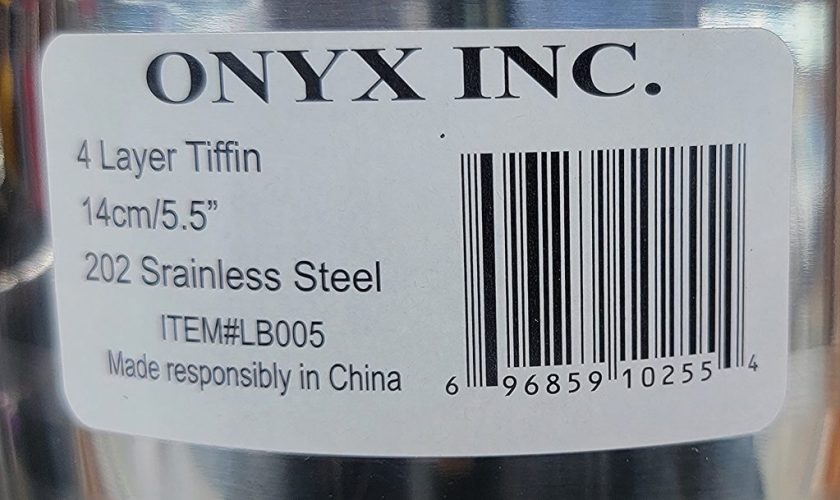 ONYX INC.
4 Layer Tiffin
14cm/5.5”
202 Srainless Steel
ITEM#LB005
Made responsibly in China
6 96859 10255 4